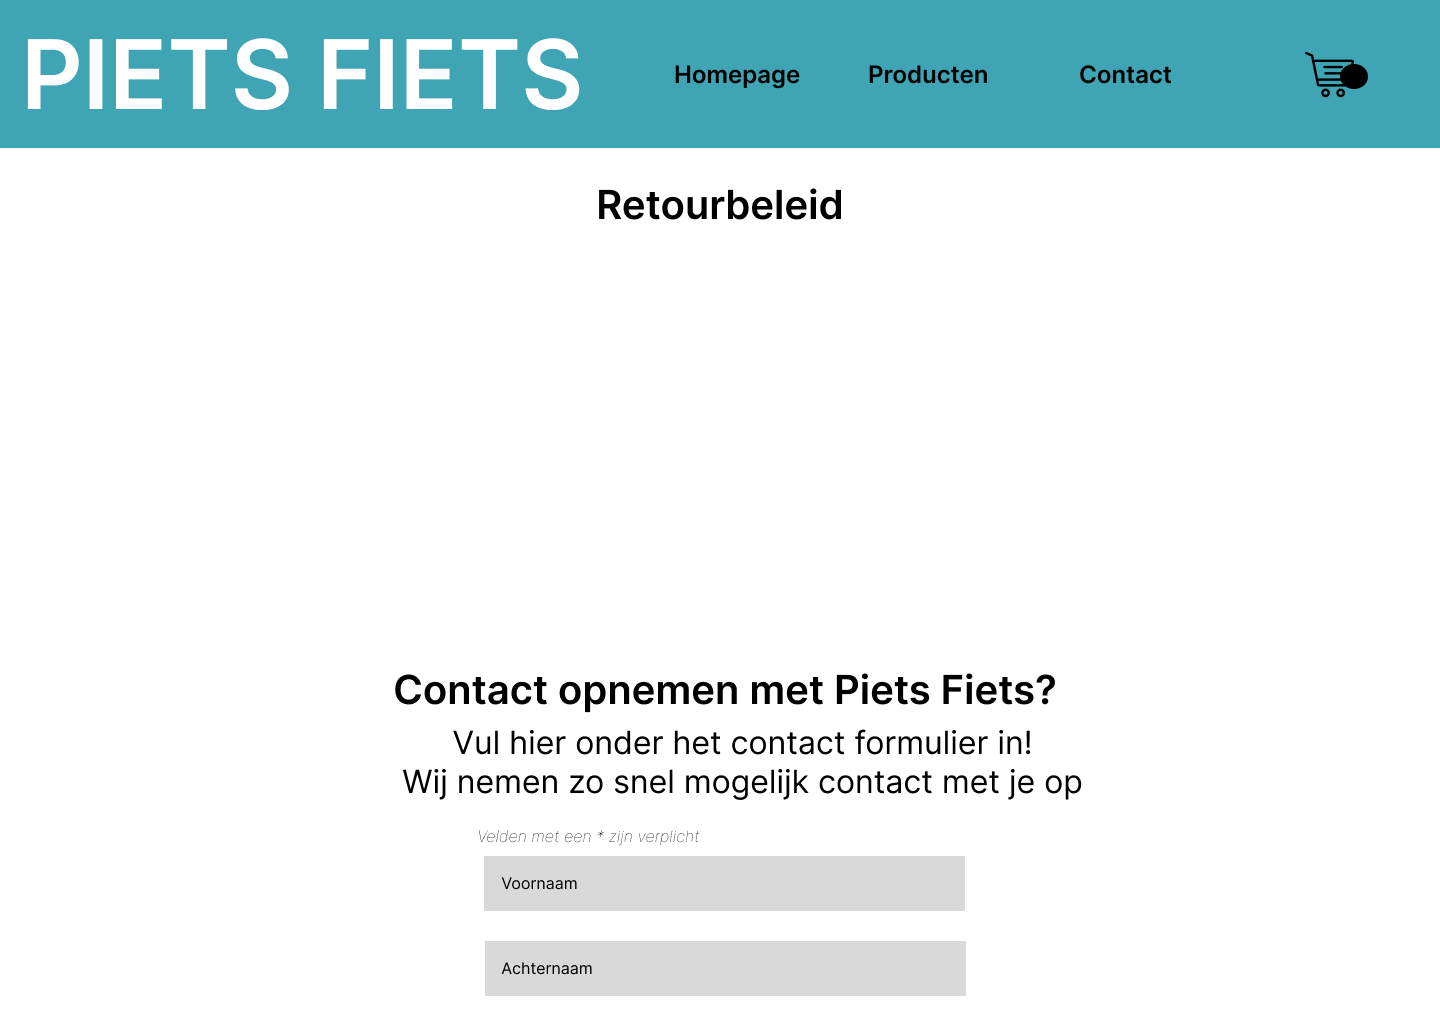 PIETS FIETS
Homepage
Producten
Contact
Retourbeleid
Contact opnemen met Piets Fiets?
Vul hier onder het contact formulier in!
Wij nemen zo snel mogelijk contact met je op
Velden met een * zijn verplicht
Voornaam
Achternaam